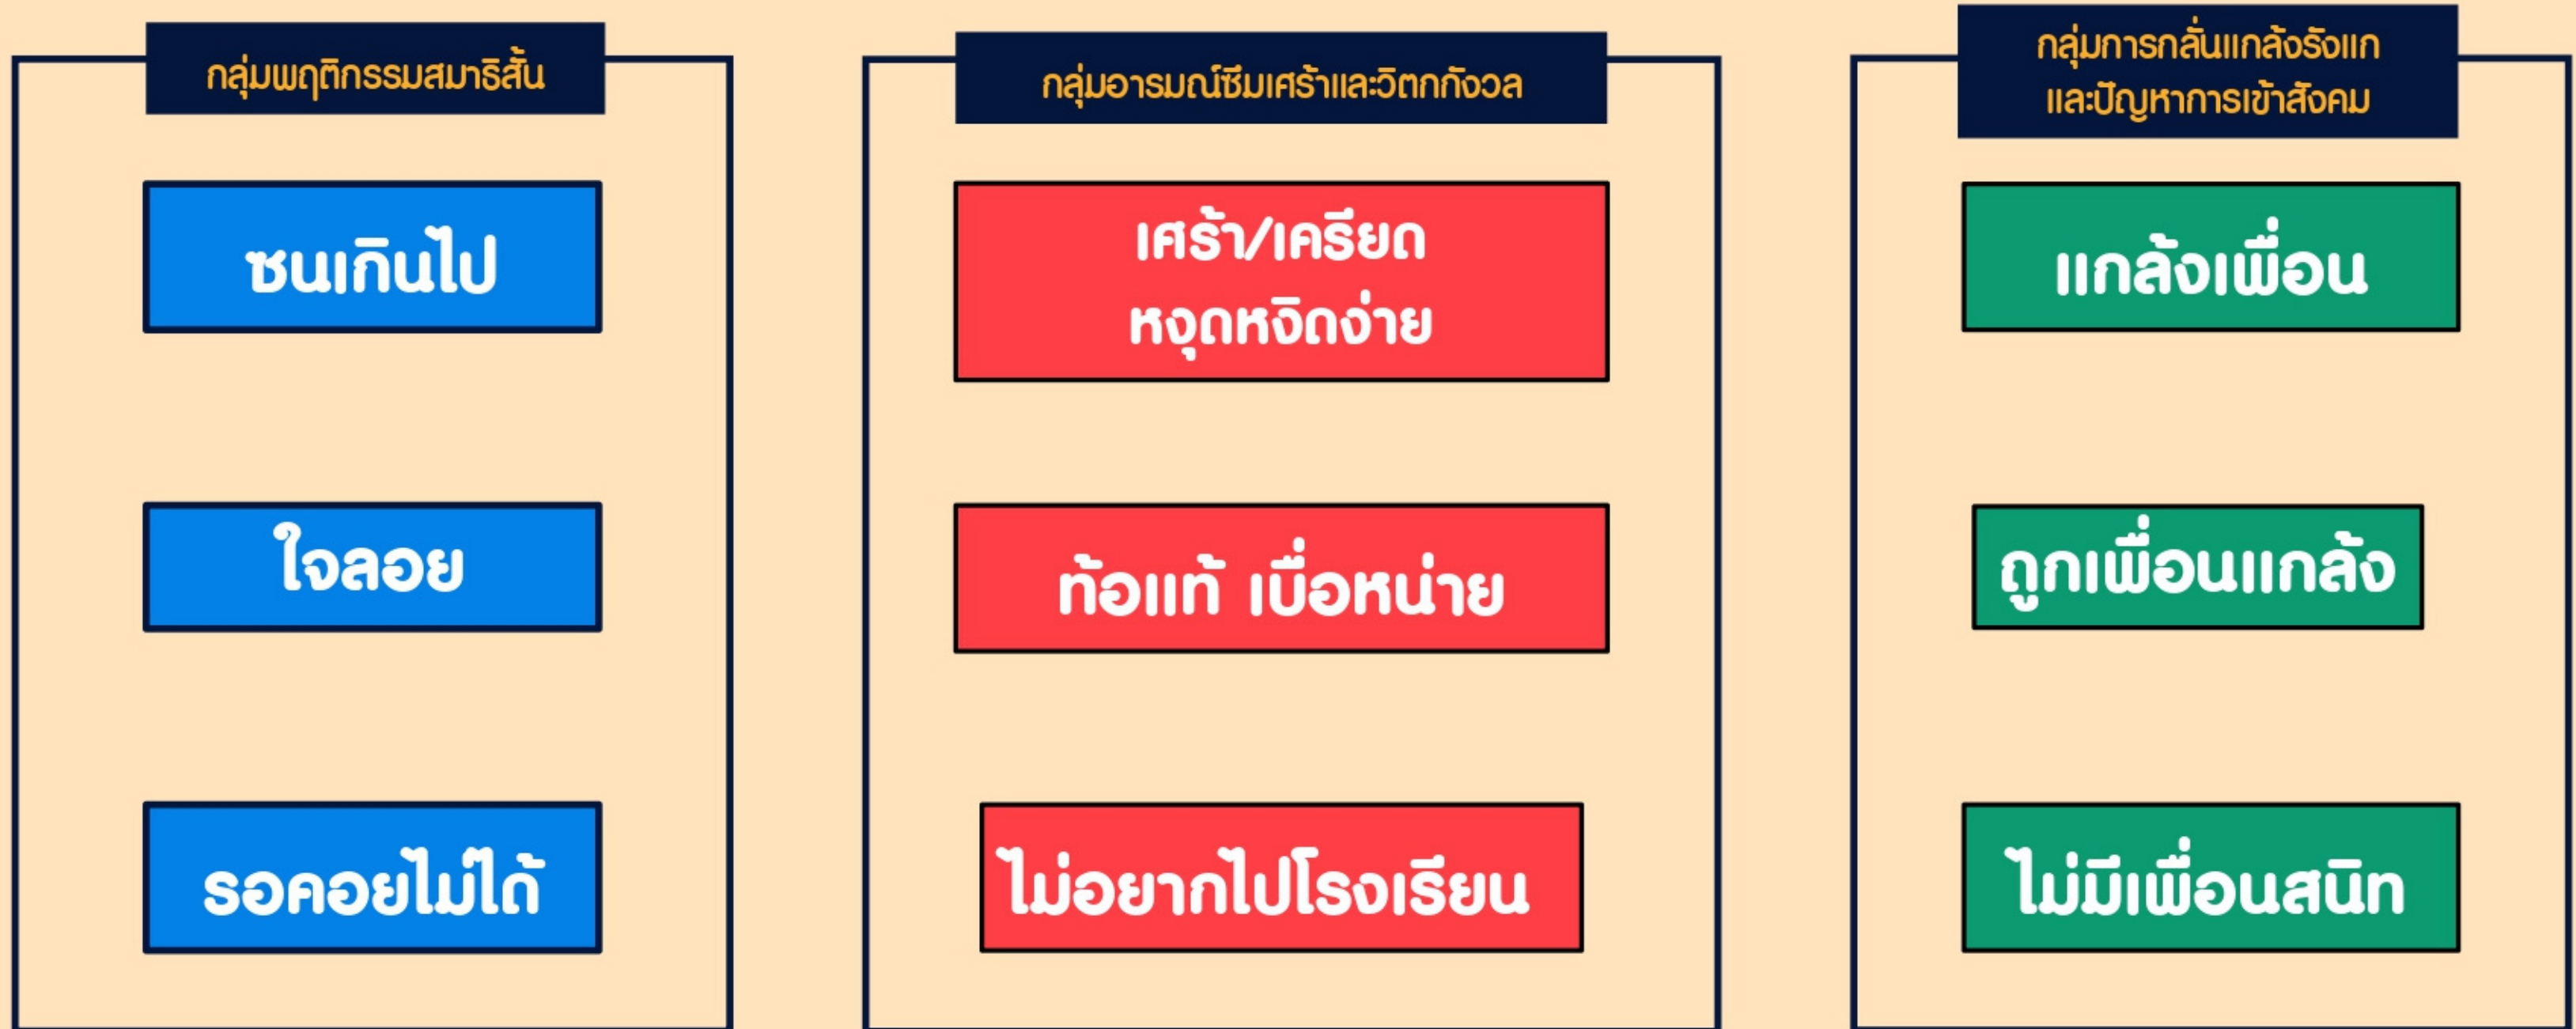 กลุ่มพฤติกรรมสมาธิสั้น
ซนเกินไป
ใจลอย
รอคอยไม่ได้
กลุ่มอารมณ์ซึมเศร้าและวิตกกังวล
เศร้า/เครียด
หงุดหงิดง่าย
ท้อแท้ เบื่อหน่าย
ไม่อยากไปโรงเรียน
กลุ่มการกลั่นแกล้งรังแก
และปัญหาการเข้าสังคม
แกล้งเพื่อน
ถูกเพื่อนแกล้ง
ไม่มีเพื่อนสนิท